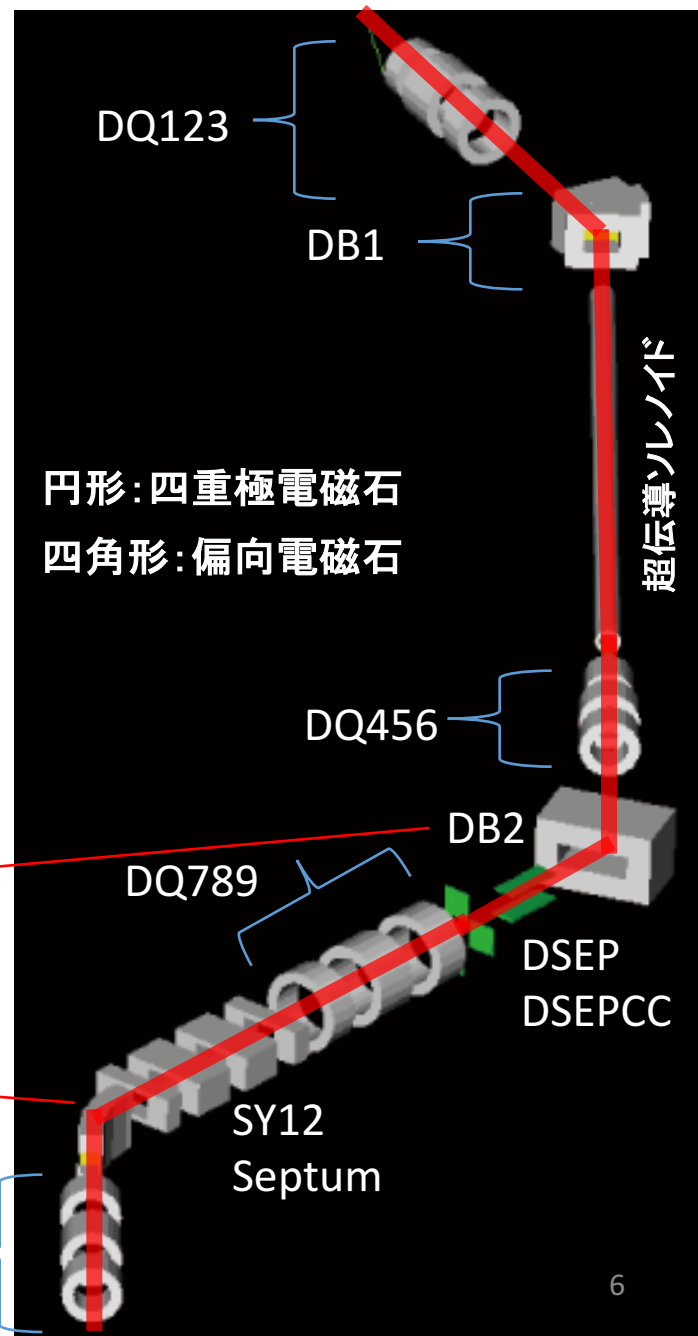 DQ123
DB1
超伝導ソレノイド
円形:四重極電磁石
四角形:偏向電磁石
DQ456
DB2
DQ789
DSEP
DSEPCC
SY12
Septum
6